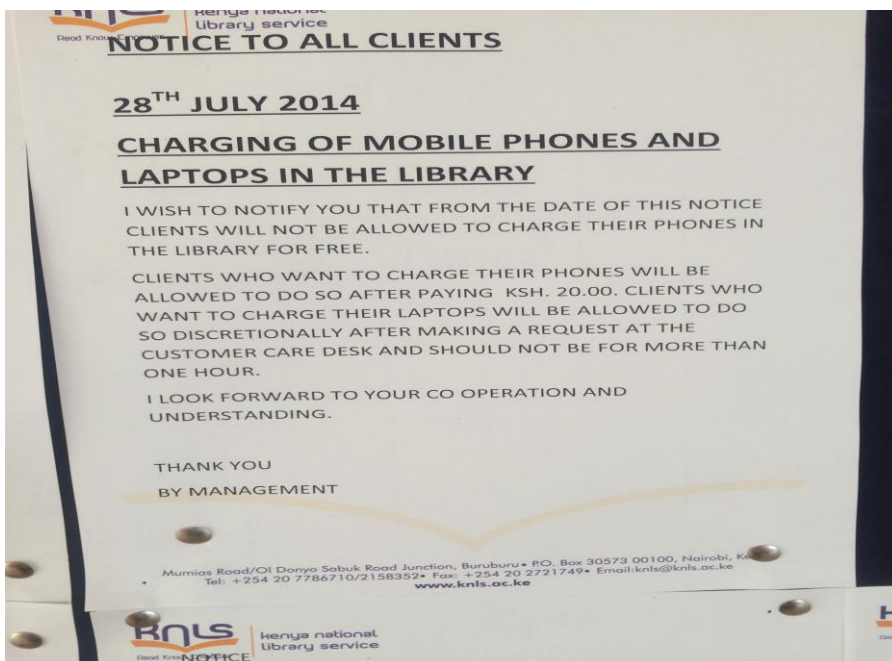 kenya national
library service
Read Know Empower
NOTICE TO ALL CLIENTS
28TH JULY 2014
CHARGING OF MOBILE PHONES AND
LAPTOPS IN THE LIBRARY
I WISH TO NOTIFY YOU THAT FROM THE DATE OF THIS NOTICE
CLIENTS WILL NOT BE ALLOWED TO CHARGE THEIR PHONES IN
THE LIBRARY FOR FREE.
CLIENTS WHO WANT TO CHARGE THEIR PHONES WILL BE
ALLOWED TO DO SO AFTER PAYING KSH. 20.00. CLIENTS WHO
WANT TO CHARGE THEIR LAPTOPS WILL BE ALLOWED TO DO
SO DISCRETIONALLY AFTER MAKING A REQUEST AT THE
CUSTOMER CARE DESK AND SHOULD NOT BE FOR MORE THAN
ONE HOUR.
I LOOK FORWARD TO YOUR CO OPERATION AND
UNDERSTANDING.
THANK YOU
BY MANAGEMENT
Mumias Road/Ol Donyo Sabuk Road Junction, Buruburu • P.O. Box 30573 00100, Nairobi,
Tel: +254 20 7786710/2158352• Fax: +254 20 2721749• Email:knls@knls.ac.ke
www.knls.ac.ke
knls
kenya national
library service
Read
NOTICE